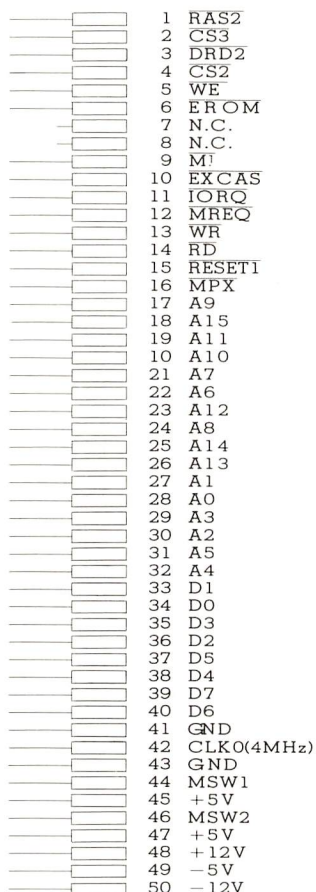 1 RAS2
2 CS3
3 DRD2
4 CS2
5 WE
6 EROM
7 N.C.
8 N.C.
9 M1
10 EXCAS
11 IORQ
12 MREQ
13 WR
14 RD
15 RESET1
16 MPX
17 A9
18 A15
19 A11
10 A10
21 A7
22 A6
23 A12
24 A8
25 A14
26 A13
27 A1
28 A0
29 A3
30 A2
31 A5
32 A4
33 D1
34 D0
35 D3
36 D2
37 D5
38 D4
39 D7
40 D6
41 GND
42 CLK0(4MHz)
43 GND
44 MSW1
45 +5V
46 MSW2
47 +5V
48 +12V
49 −5V
50 −12V